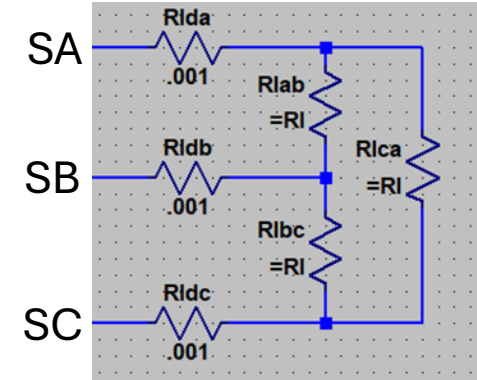 SA
Rlda
.001
Rlab
=Rl
SB
Rldb
.001
Rlca
=Rl
Rlbc
=Rl
SC
Rldc
.001